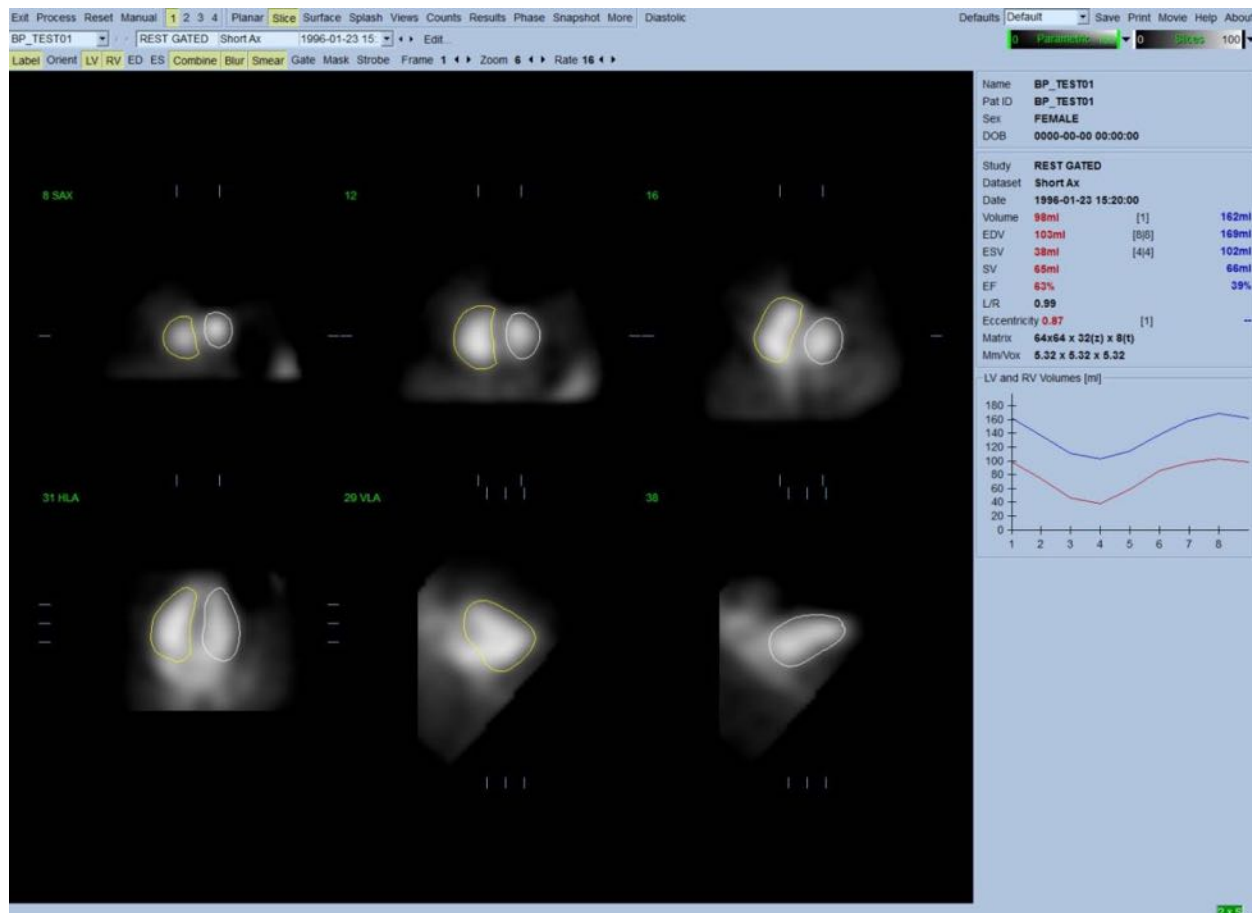 Exit Process Reset Manual 1 2 3 4 Planar Slice Surface Splash Views Counts Results Phase Snapshot More Diastolic Defaults Default Save Print Movie Help About
BP_TEST01 REST GATED Short Ax 1996-01-23 15: Edit...
0 Parametric 0 Slices 100
Label Orient LV RV ED ES Combine Blur Smear Gate Mask Strobe Frame 1 Zoom 6 Rate 16
8 SAX 12 16
31 HLA 29 VLA 38
Name BP_TEST01
Pat ID BP_TEST01
Sex FEMALE
DOB 0000-00-00 00:00:00
Study REST GATED
Dataset Short Ax
Date 1996-01-23 15:20:00
Volume 98ml [1] 162ml
EDV 103ml [8|8] 169ml
ESV 38ml [4|4] 102ml
SV 65ml 66ml
EF 63% 39%
L/R 0.99
Eccentricity 0.87 [1] --
Matrix 64x64 x 32(z) x 8(t)
Mm/Vox 5.32 x 5.32 x 5.32
LV and RV Volumes [ml]
180
160
140
120
100
80
60
40
20
0
1 2 3 4 5 6 7 8